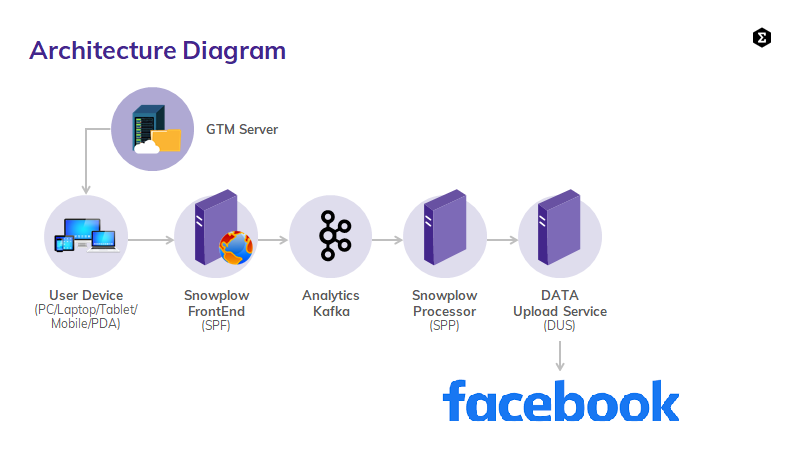 Architecture Diagram
Σ
GTM Server
User Device
(PC/Laptop/Tablet/
Mobile/PDA)
Snowplow
FrontEnd
(SPF)
Analytics
Kafka
Snowplow
Processor
(SPP)
DATA
Upload Service
(DUS)
facebook